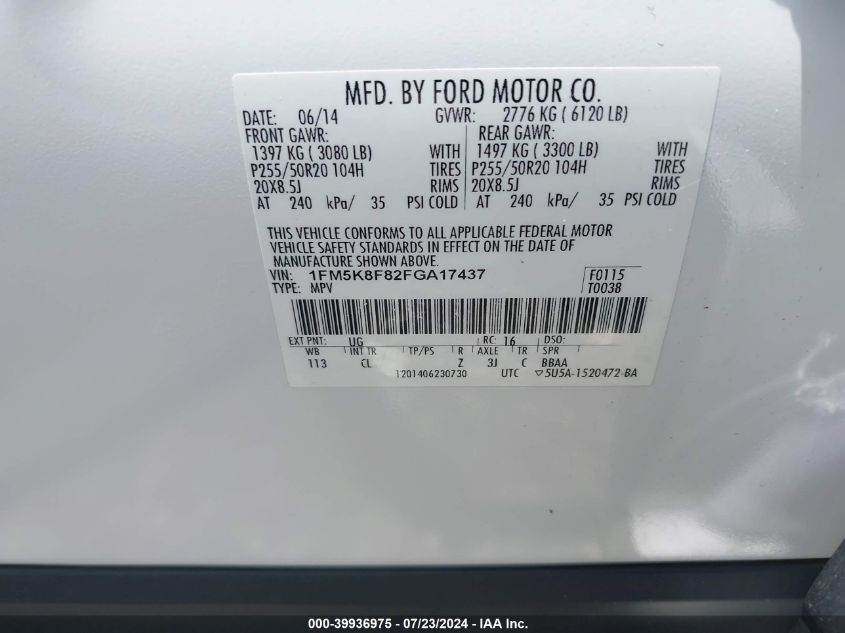 MFD. BY FORD MOTOR CO.
DATE: 06/14 GVWR: 2776 KG ( 6120 LB)
FRONT GAWR: REAR GAWR:
1397 KG ( 3080 LB) WITH 1497 KG ( 3300 LB) WITH
P255/50R20 104H TIRES P255/50R20 104H TIRES
20X8.5J RIMS 20X8.5J RIMS
AT 240 kPa/ 35 PSI COLD AT 240 kPa/ 35 PSI COLD
THIS VEHICLE CONFORMS TO ALL APPLICABLE FEDERAL MOTOR
VEHICLE SAFETY STANDARDS IN EFFECT ON THE DATE OF
MANUFACTURE SHOWN ABOVE.
VIN: 1FM5K8F82FGA17437 F0115
TYPE: MPV T0038
EXT PNT: UG RC: 16 DSO:
WB INT TR TP/PS R AXLE TR SPR
113 CL Z 3J C BBAA
1201406230730 UTC ▽5U5A-1520472-BA
000-39936975 - 07/23/2024 - IAA Inc.